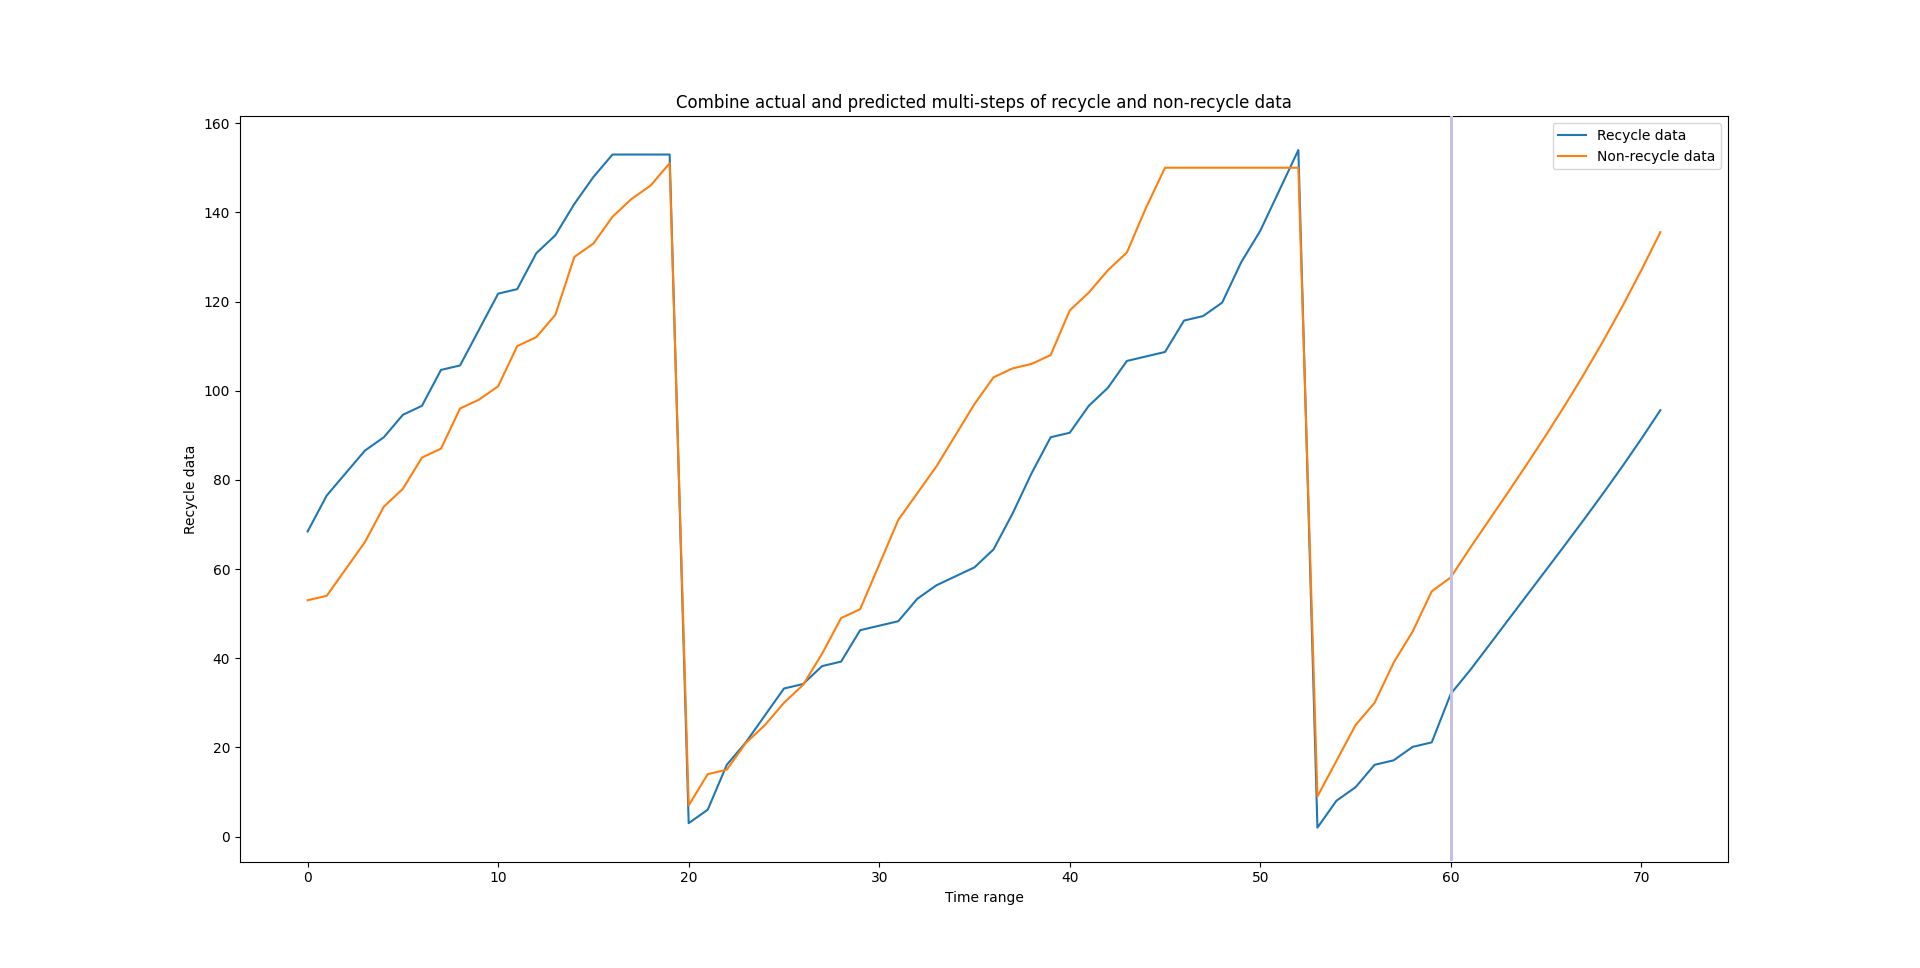 Combine actual and predicted multi-steps of recycle and non-recycle data
Recycle data
Non-recycle data
160
140
120
100
80
60
40
20
0
Recycle data
0 10 20 30 40 50 60 70
Time range